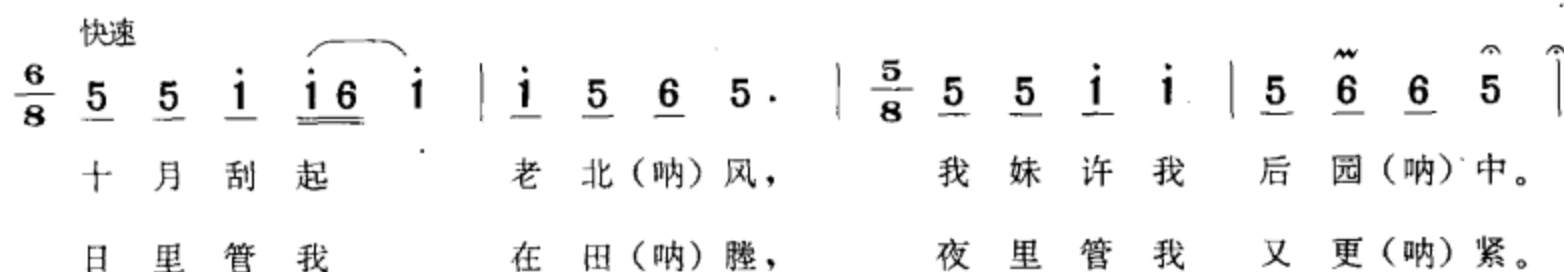 快速
6/8 5 5 i i6 i | i 5 6 5. | 5/8 5 5 i i | 5 6 6 5 |
十月刮起 老北(呐)风, 我妹许我 后园(呐)中。
日里管我 在田(呐)塍, 夜里管我 又更(呐)紧。